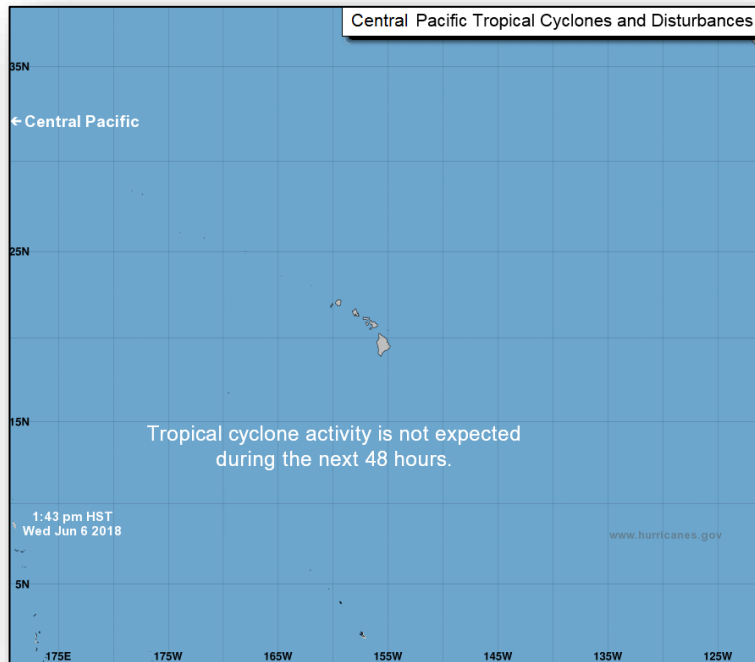 Central Pacific Tropical Cyclones and Disturbances
35N
← Central Pacific
25N
15N
Tropical cyclone activity is not expected
during the next 48 hours.
1:43 pm HST
Wed Jun 6 2018
www.hurricanes.gov
5N
175E 175W 165W 155W 145W 135W 125W